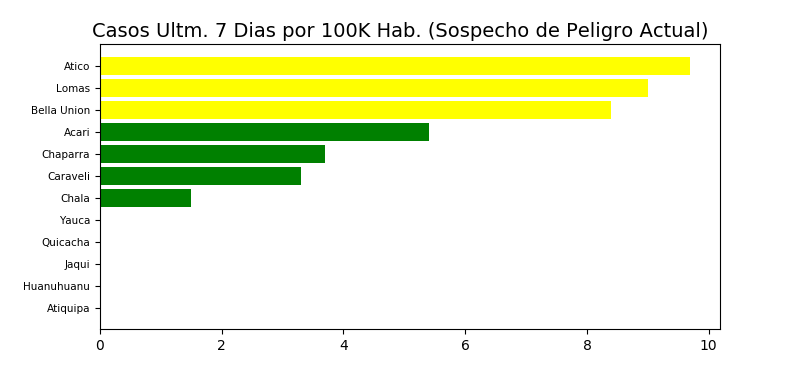 Casos Ultm. 7 Dias por 100K Hab. (Sospecho de Peligro Actual)
Atico
Lomas
Bella Union
Acari
Chaparra
Caraveli
Chala
Yauca
Quicacha
Jaqui
Huanuhuanu
Atiquipa
0 2 4 6 8 10